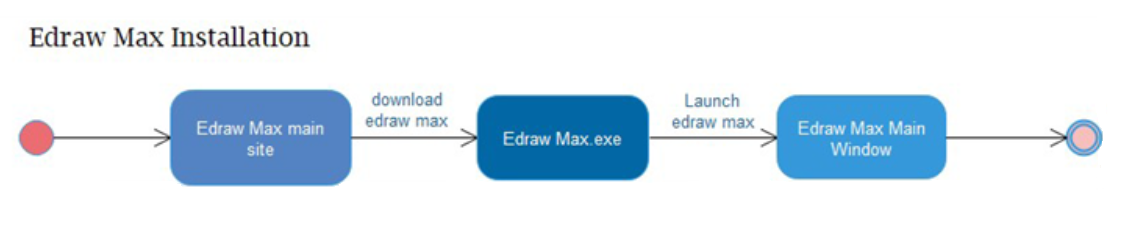 Edraw Max Installation
Edraw Max main
site
download
edraw max
Edraw Max.exe
Launch
edraw max
Edraw Max Main
Window